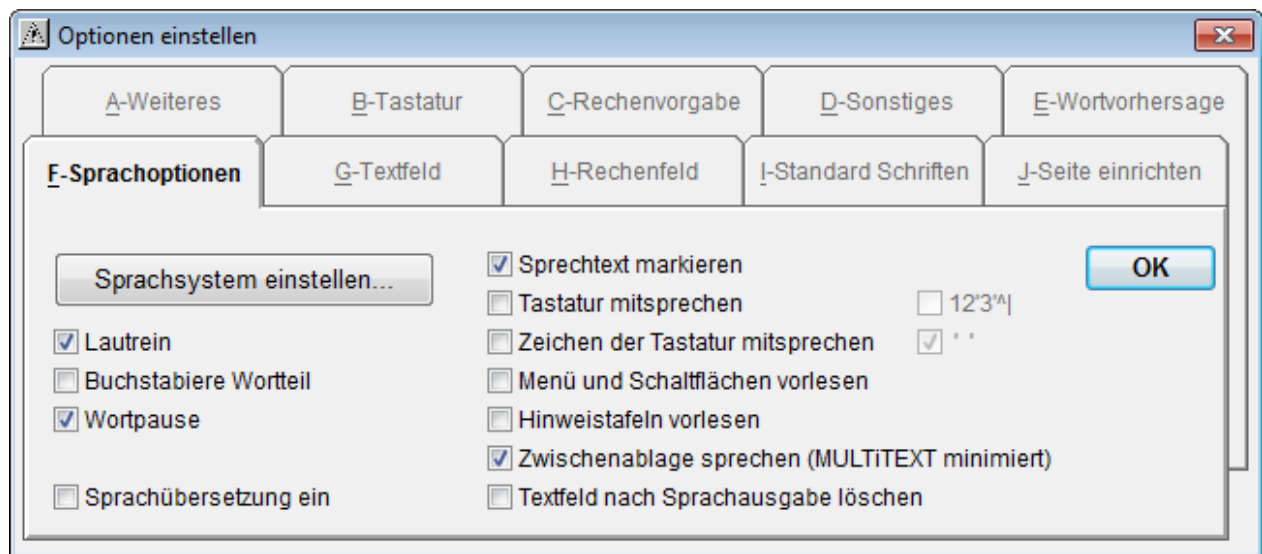 Optionen einstellen
A-Weiteres
B-Tastatur
C-Rechenvorgabe
D-Sonstiges
E-Wortvorhersage
F-Sprachoptionen
G-Textfeld
H-Rechenfeld
I-Standard Schriften
J-Seite einrichten
Sprachsystem einstellen...
Lautrein
Buchstabiere Wortteil
Wortpause
Sprachübersetzung ein
Sprechtext markieren
Tastatur mitsprechen
Zeichen der Tastatur mitsprechen
Menü und Schaltflächen vorlesen
Hinweistafeln vorlesen
Zwischenablage sprechen (MULTiTEXT minimiert)
Textfeld nach Sprachausgabe löschen
' '
OK